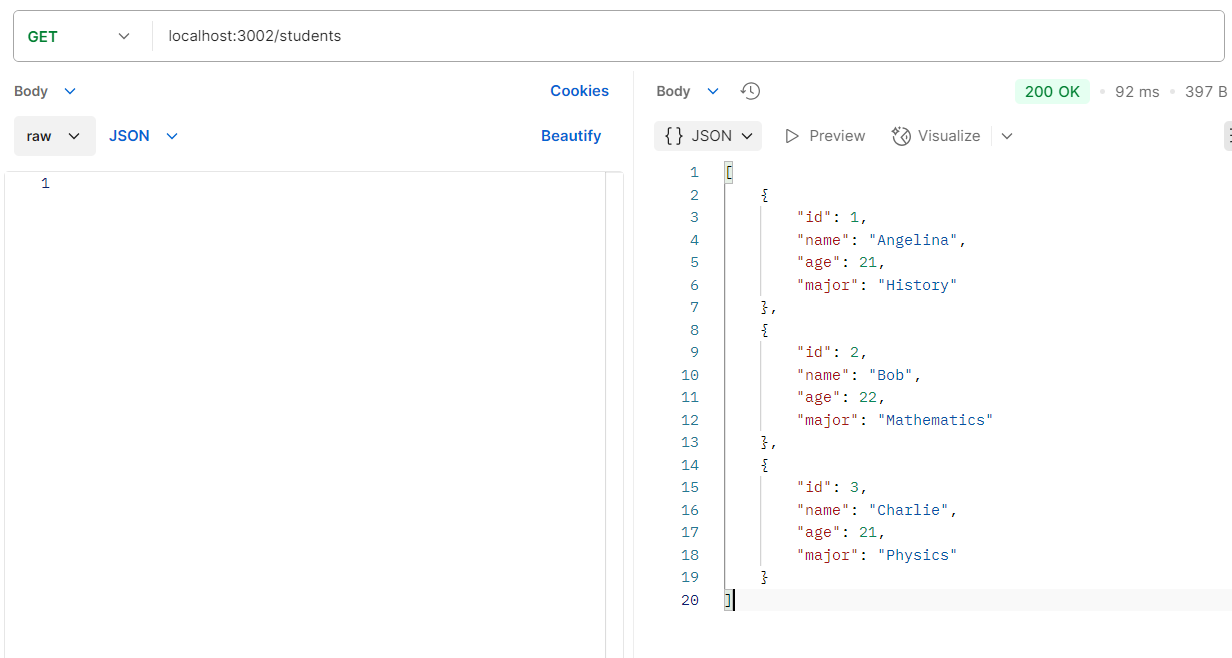 GET localhost:3002/students
Body Cookies
raw JSON Beautify
1
Body 200 OK • 92 ms • 397 B
{} JSON Preview Visualize
1 [
2 {
3 "id": 1,
4 "name": "Angelina",
5 "age": 21,
6 "major": "History"
7 },
8 {
9 "id": 2,
10 "name": "Bob",
11 "age": 22,
12 "major": "Mathematics"
13 },
14 {
15 "id": 3,
16 "name": "Charlie",
17 "age": 21,
18 "major": "Physics"
19 }
20 ]